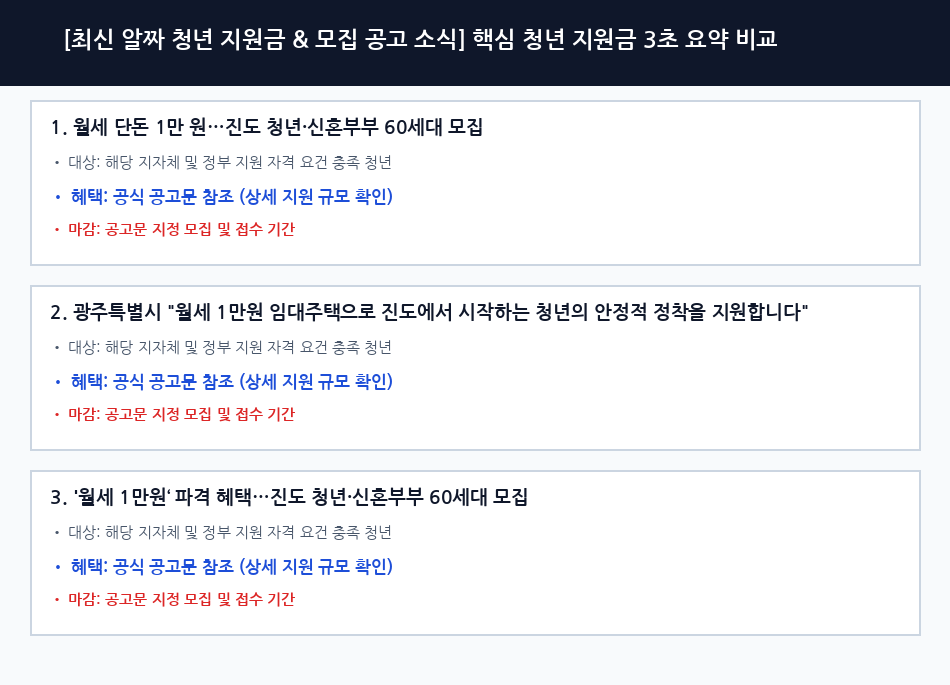 [최신 알짜 청년 지원금 & 모집 공고 소식] 핵심 청년 지원금 3초 요약 비교
1. 월세 단돈 1만 원…진도 청년·신혼부부 60세대 모집
• 대상: 해당 지자체 및 정부 지원 자격 요건 충족 청년
• 혜택: 공식 공고문 참조 (상세 지원 규모 확인)
• 마감: 공고문 지정 모집 및 접수 기간
2. 광주특별시 "월세 1만원 임대주택으로 진도에서 시작하는 청년의 안정적 정착을 지원합니다"
• 대상: 해당 지자체 및 정부 지원 자격 요건 충족 청년
• 혜택: 공식 공고문 참조 (상세 지원 규모 확인)
• 마감: 공고문 지정 모집 및 접수 기간
3. '월세 1만원‘ 파격 혜택…진도 청년·신혼부부 60세대 모집
• 대상: 해당 지자체 및 정부 지원 자격 요건 충족 청년
• 혜택: 공식 공고문 참조 (상세 지원 규모 확인)
• 마감: 공고문 지정 모집 및 접수 기간